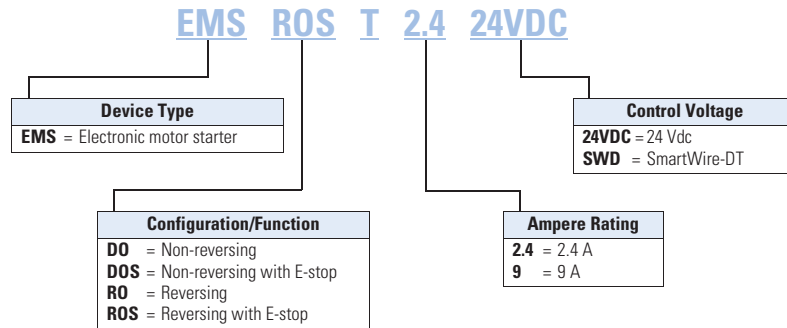 EMS ROS T 2.4 24VDC
Device Type
EMS = Electronic motor starter
Control Voltage
24VDC = 24 Vdc
SWD = SmartWire-DT
Configuration/Function
DO = Non-reversing
DOS = Non-reversing with E-stop
RO = Reversing
ROS = Reversing with E-stop
Ampere Rating
2.4 = 2.4 A
9 = 9 A